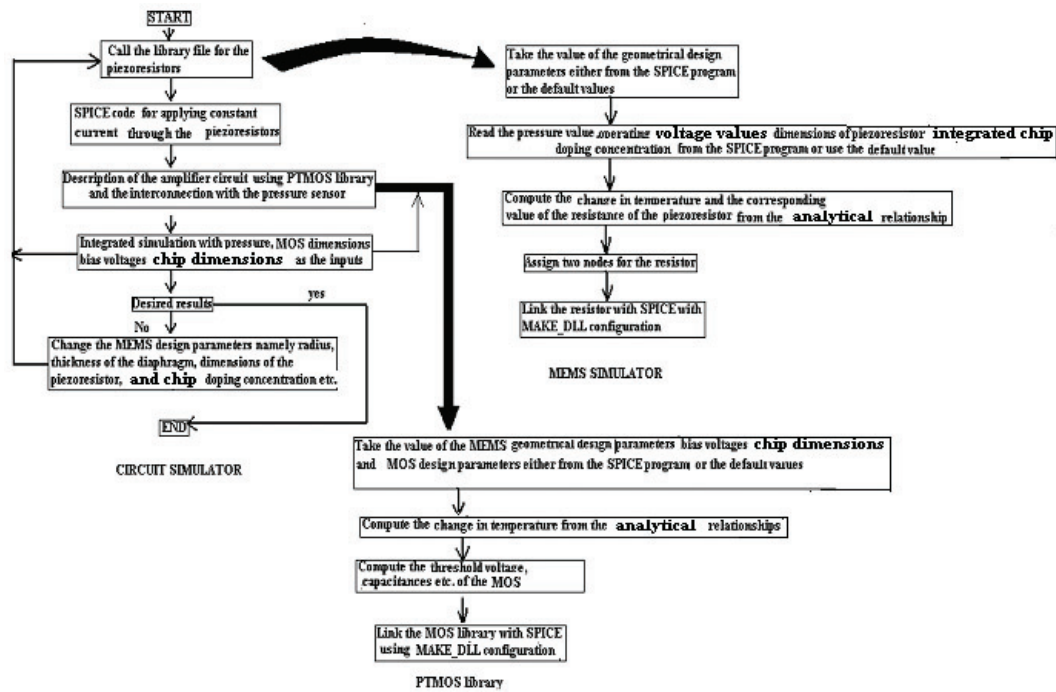 START
Call the library file for the
piezoresistors
SPICE code for applying constant
current through the piezoresistors
Description of the amplifier circuit using PTMOS library
and the interconnection with the pressure sensor
Integrated simulation with pressure, MOS dimensions
bias voltages chip dimensions as the inputs
Desired results
yes
No
Change the MEMS design parameters namely radius,
thickness of the diaphragm, dimensions of the
piezoresistor, and chip doping concentration etc.
END
CIRCUIT SIMULATOR
Take the value of the geometrical design
parameters either from the SPICE program
or the default values
Read the pressure value ,operating voltage values dimensions of piezoresistor integrated chip
doping concentration from the SPICE program or use the default value
Compute the change in temperature and the corresponding
value of the resistance of the piezoresistor from the analytical relationship
Assign two nodes for the resistor
Link the resistor with SPICE with
MAKE_DLL configuration
MEMS SIMULATOR
Take the value of the MEMS geometrical design parameters bias voltages chip dimensions
and MOS design parameters either from the SPICE program or the default values
Compute the change in temperature from the analytical relationships
Compute the threshold voltage,
capacitances etc. of the MOS
Link the MOS library with SPICE
using MAKE_DLL configuration
PTMOS library